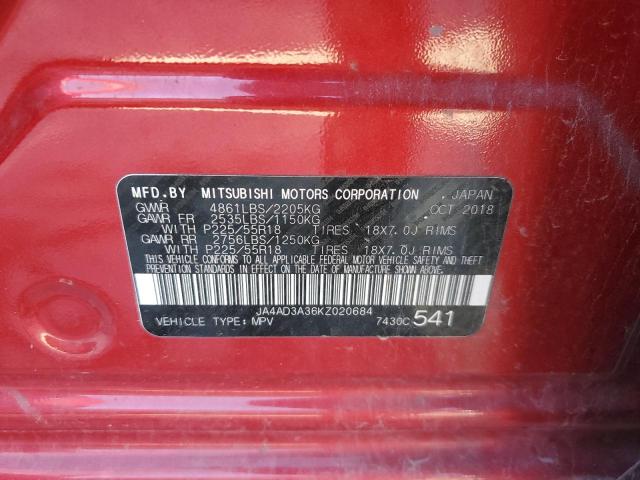 MFD.BY MITSUBISHI MOTORS CORPORATION JAPAN
GVWR 4861LBS/2205KG OCT 2018
GAWR FR 2535LBS/1150KG
WITH P225/55R18 TIRES 18X7.0J RIMS
GAWR RR 2756LBS/1250KG
WITH P225/55R18 TIRES 18X7.0J RIMS
THIS VEHICLE CONFORMS TO ALL APPLICABLE FEDERAL MOTOR VEHICLE
SAFETY, BUMPER, AND THEFT
PREVENTION STANDARDS IN EFFECT ON THE DATE OF MANUFACTURE
JA4AD3A36KZ020684
VEHICLE TYPE: MPV 7430C 541